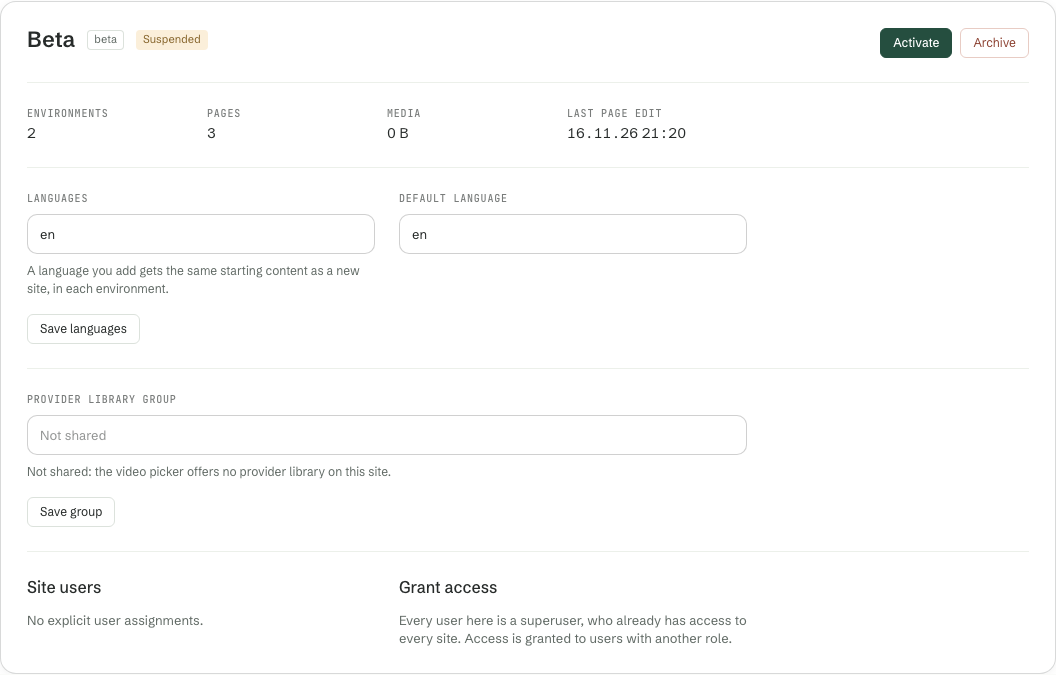 Beta beta Suspended Activate Archive
ENVIRONMENTS PAGES MEDIA LAST PAGE EDIT
2 3 0 B 16.11.26 21:20
LANGUAGES DEFAULT LANGUAGE
en en
A language you add gets the same starting content as a new
site, in each environment.
Save languages
PROVIDER LIBRARY GROUP
Not shared
Not shared: the video picker offers no provider library on this site.
Save group
Site users Grant access
No explicit user assignments. Every user here is a superuser, who already has access to
every site. Access is granted to users with another role.